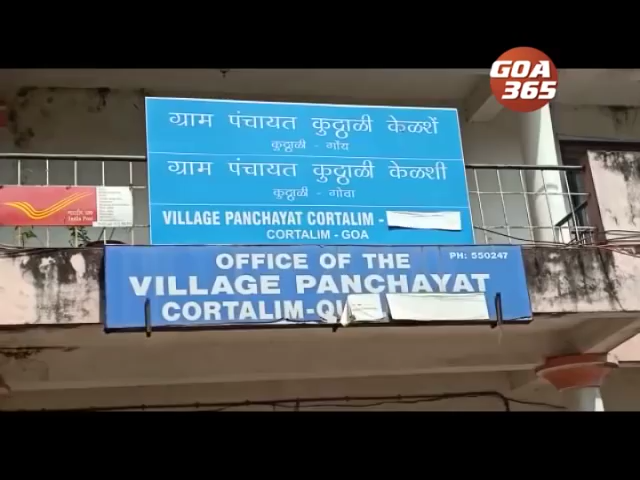 GOA
365
ग्राम पंचायत कुठ्ठाळी केळशें
कुठ्ठाळी - गोंय
ग्राम पंचायत कुठ्ठाळी केळशी
कुठ्ठाळी - गोवा
VILLAGE PANCHAYAT CORTALIM -
CORTALIM - GOA
India Post
PH: 550247
OFFICE OF THE
VILLAGE PANCHAYAT
CORTALIM-QU